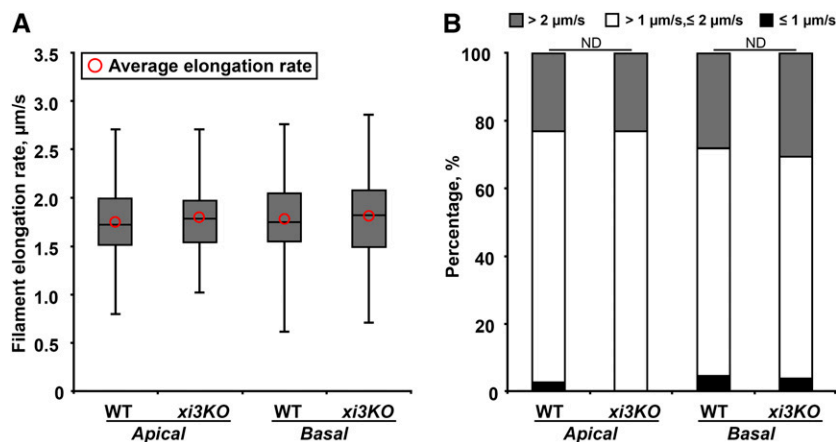 A
Filament elongation rate, µm/s
3.5
3.0
2.5
2.0
1.5
1.0
0.5
0
Average elongation rate
WT xi3KO WT xi3KO
Apical Basal
B
> 2 µm/s > 1 µm/s,≤ 2 µm/s ≤ 1 µm/s
Percentage, %
100
80
60
40
20
0
ND ND
WT xi3KO WT xi3KO
Apical Basal